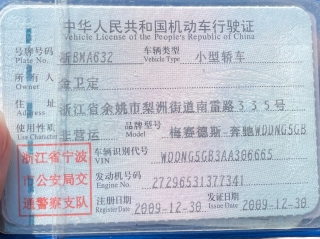 中华人民共和国机动车行驶证
Vehicle License of the People's Republic of China
号牌号码 浙BMA632 车辆类型 小型轿车
Plate No. Vehicle Type
所有人 金卫定
Owner
住址 浙江省余姚市梨洲街道南雷路335号
Address
使用性质 非营运 品牌型号 梅赛德斯-奔驰WDDNG5GB
Use Character Model
浙江省宁波市公安局交通警察支队
车辆识别代号 WDDNG5GB3AA306665
VIN
发动机号码 27296531377341
Engine No.
注册日期 2009-12-30 发证日期 2009-12-30
Register Date Issue Date